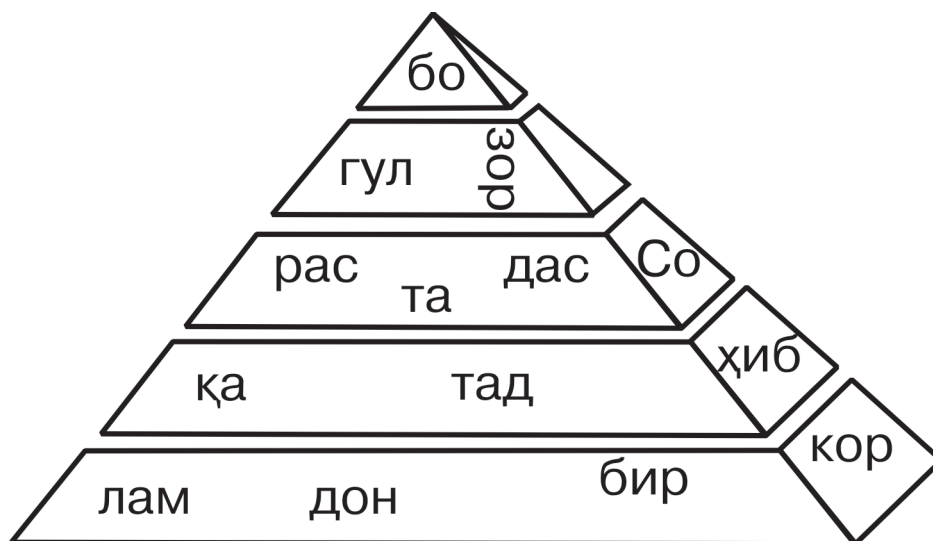 бо
гул зор
рас та дас Со
қа тад ҳиб
лам дон бир кор